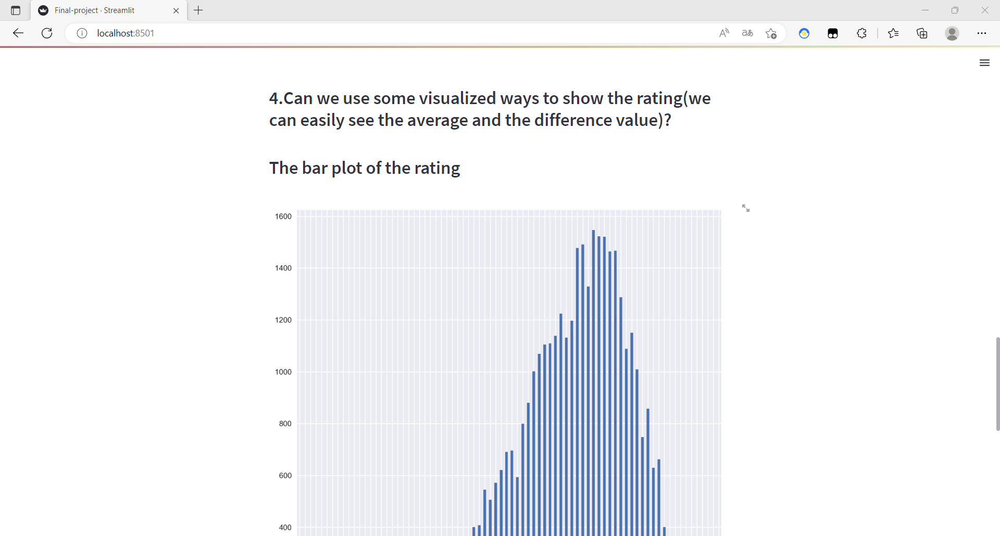 Final-project · Streamlit
localhost:8501
4.Can we use some visualized ways to show the rating(we
can easily see the average and the difference value)?
The bar plot of the rating
1600
1400
1200
1000
800
600
400